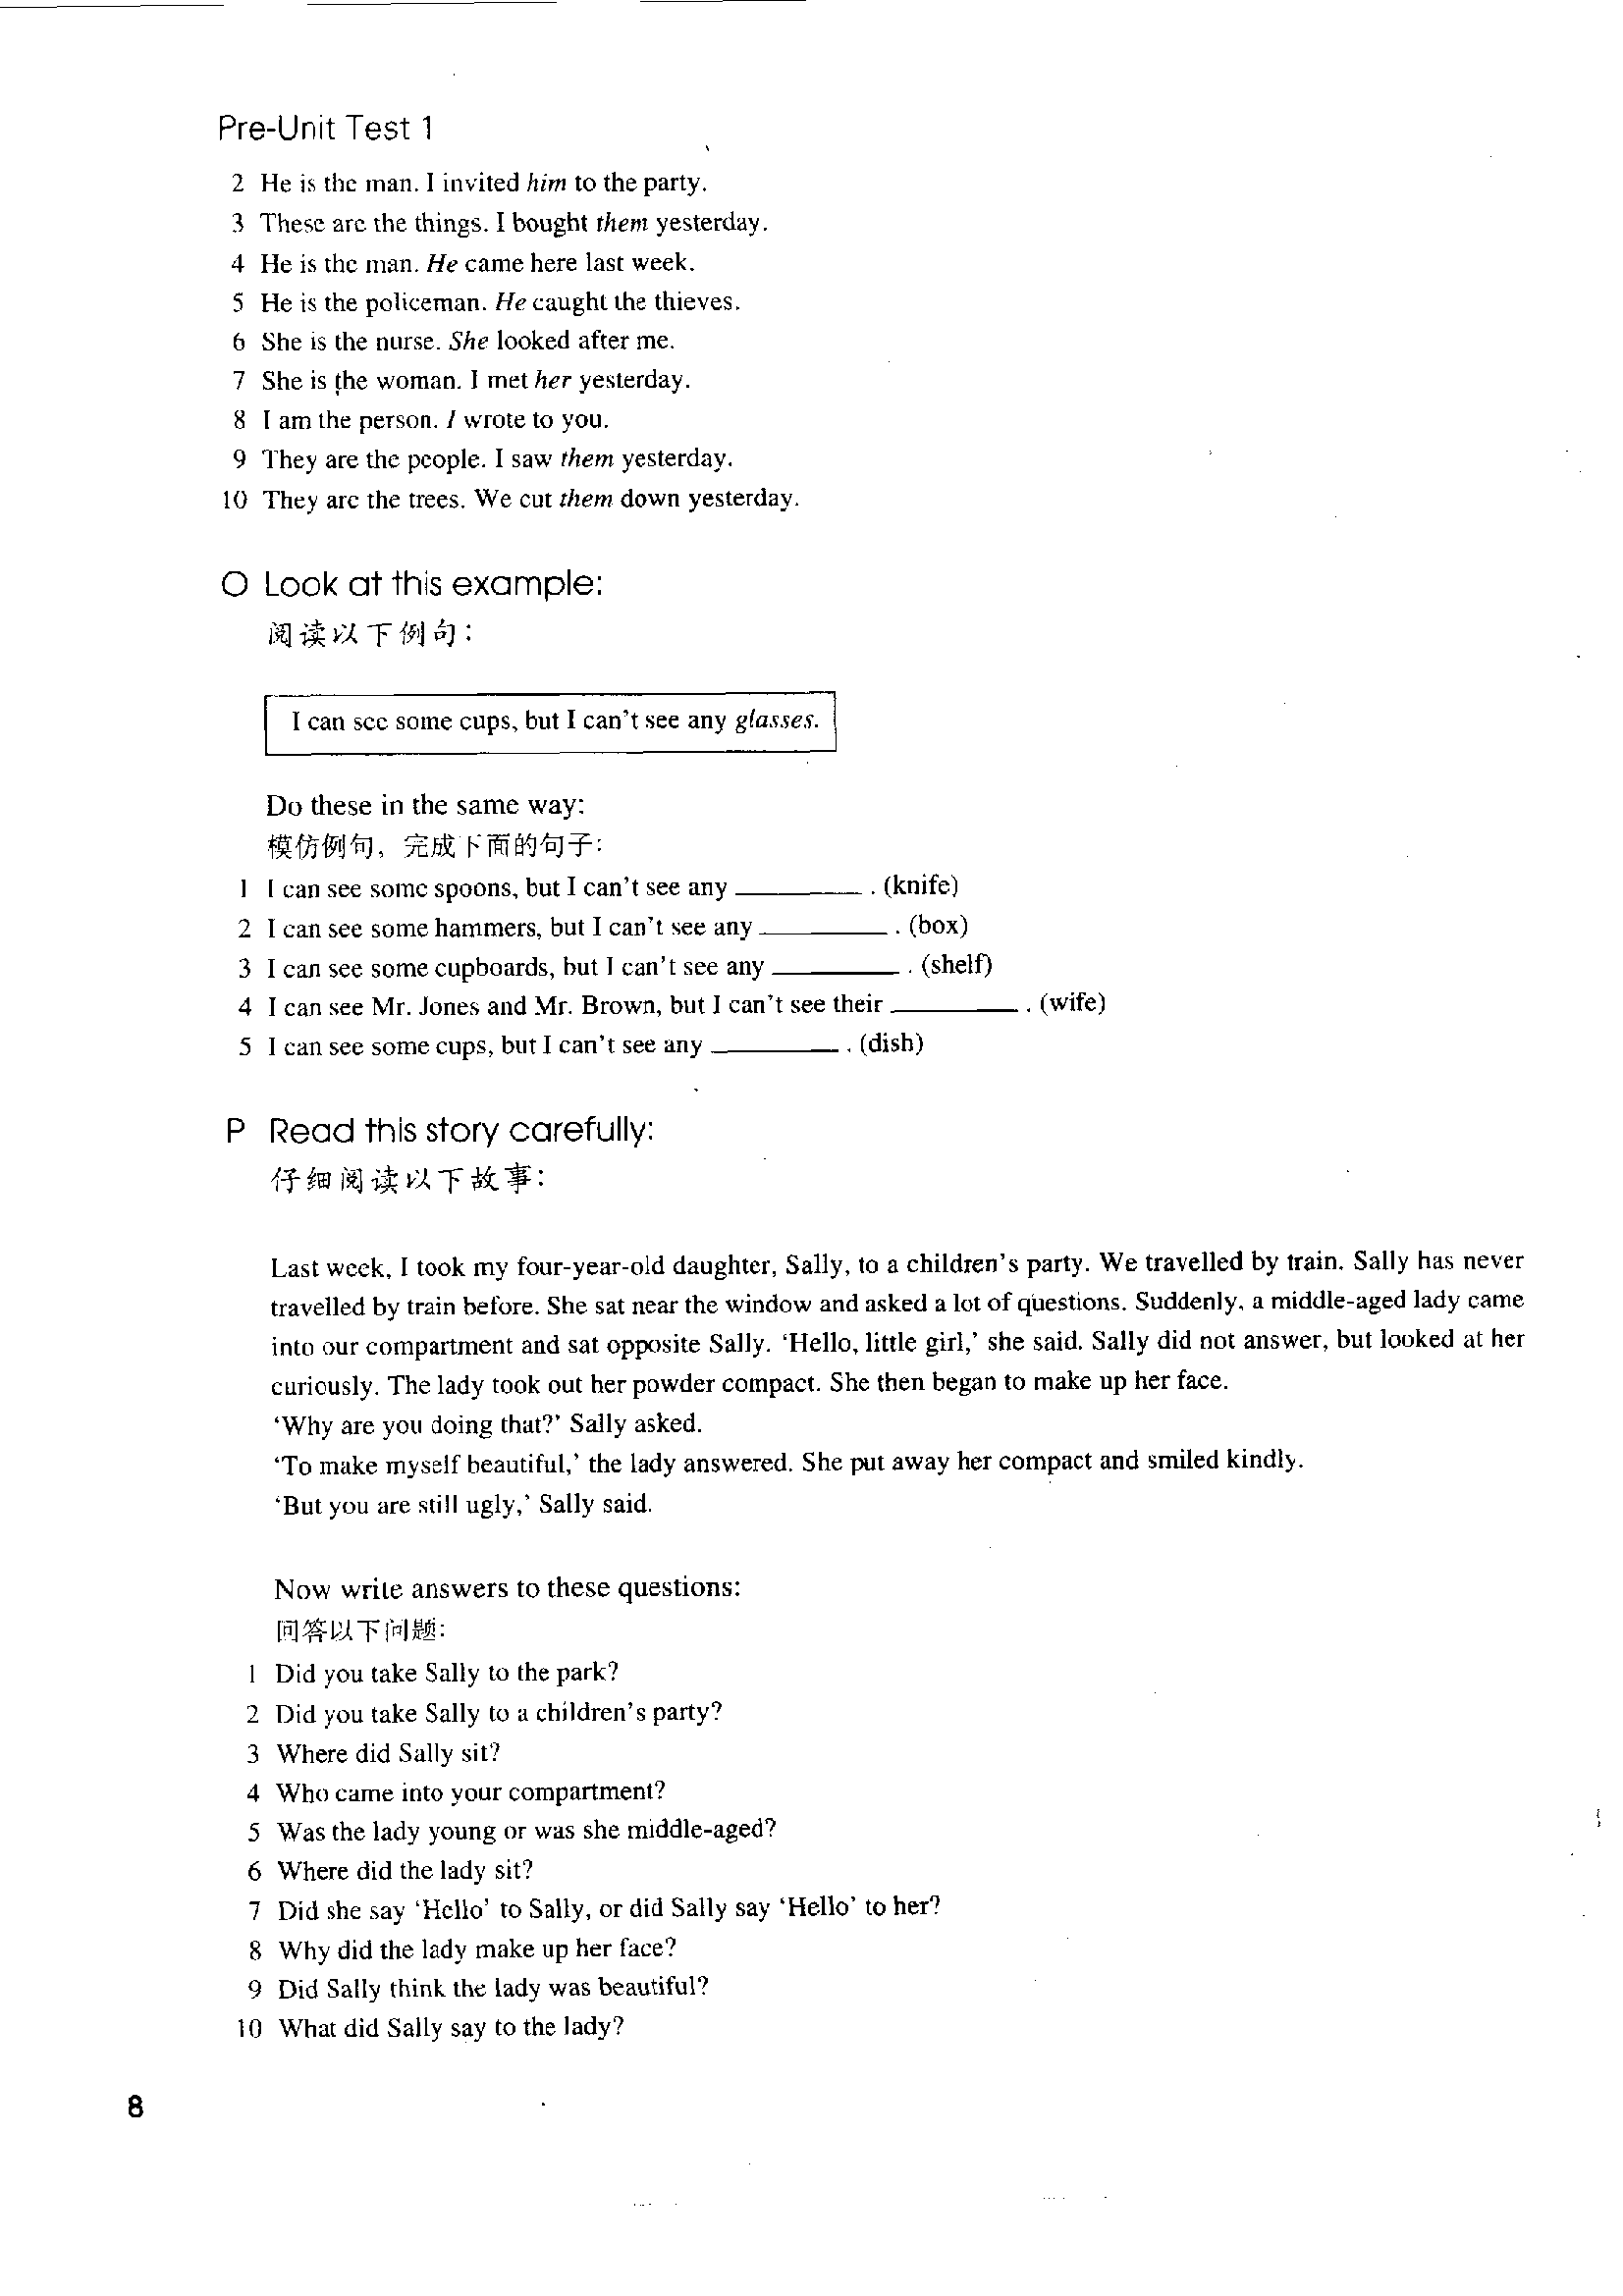 Pre-Unit Test 1
2 He is the man. I invited him to the party.
3 These are the things. I bought them yesterday.
4 He is the man. He came here last week.
5 He is the policeman. He caught the thieves.
6 She is the nurse. She looked after me.
7 She is the woman. I met her yesterday.
8 I am the person. I wrote to you.
9 They are the people. I saw them yesterday.
10 They are the trees. We cut them down yesterday.
O Look at this example:
阅读以下例句：
I can see some cups, but I can't see any glasses.
Do these in the same way:
模仿例句，完成下面的句子：
1 I can see some spoons, but I can't see any ________ . (knife)
2 I can see some hammers, but I can't see any ________ . (box)
3 I can see some cupboards, but I can't see any ________ . (shelf)
4 I can see Mr. Jones and Mr. Brown, but I can't see their ________ . (wife)
5 I can see some cups, but I can't see any ________ . (dish)
P Read this story carefully:
仔细阅读以下故事：
Last week, I took my four-year-old daughter, Sally, to a children's party. We travelled by train. Sally has never
travelled by train before. She sat near the window and asked a lot of questions. Suddenly, a middle-aged lady came
into our compartment and sat opposite Sally. 'Hello, little girl,' she said. Sally did not answer, but looked at her
curiously. The lady took out her powder compact. She then began to make up her face.
'Why are you doing that?' Sally asked.
'To make myself beautiful,' the lady answered. She put away her compact and smiled kindly.
'But you are still ugly,' Sally said.
Now write answers to these questions:
回答以下问题：
1 Did you take Sally to the park?
2 Did you take Sally to a children's party?
3 Where did Sally sit?
4 Who came into your compartment?
5 Was the lady young or was she middle-aged?
6 Where did the lady sit?
7 Did she say 'Hello' to Sally, or did Sally say 'Hello' to her?
8 Why did the lady make up her face?
9 Did Sally think the lady was beautiful?
10 What did Sally say to the lady?
8